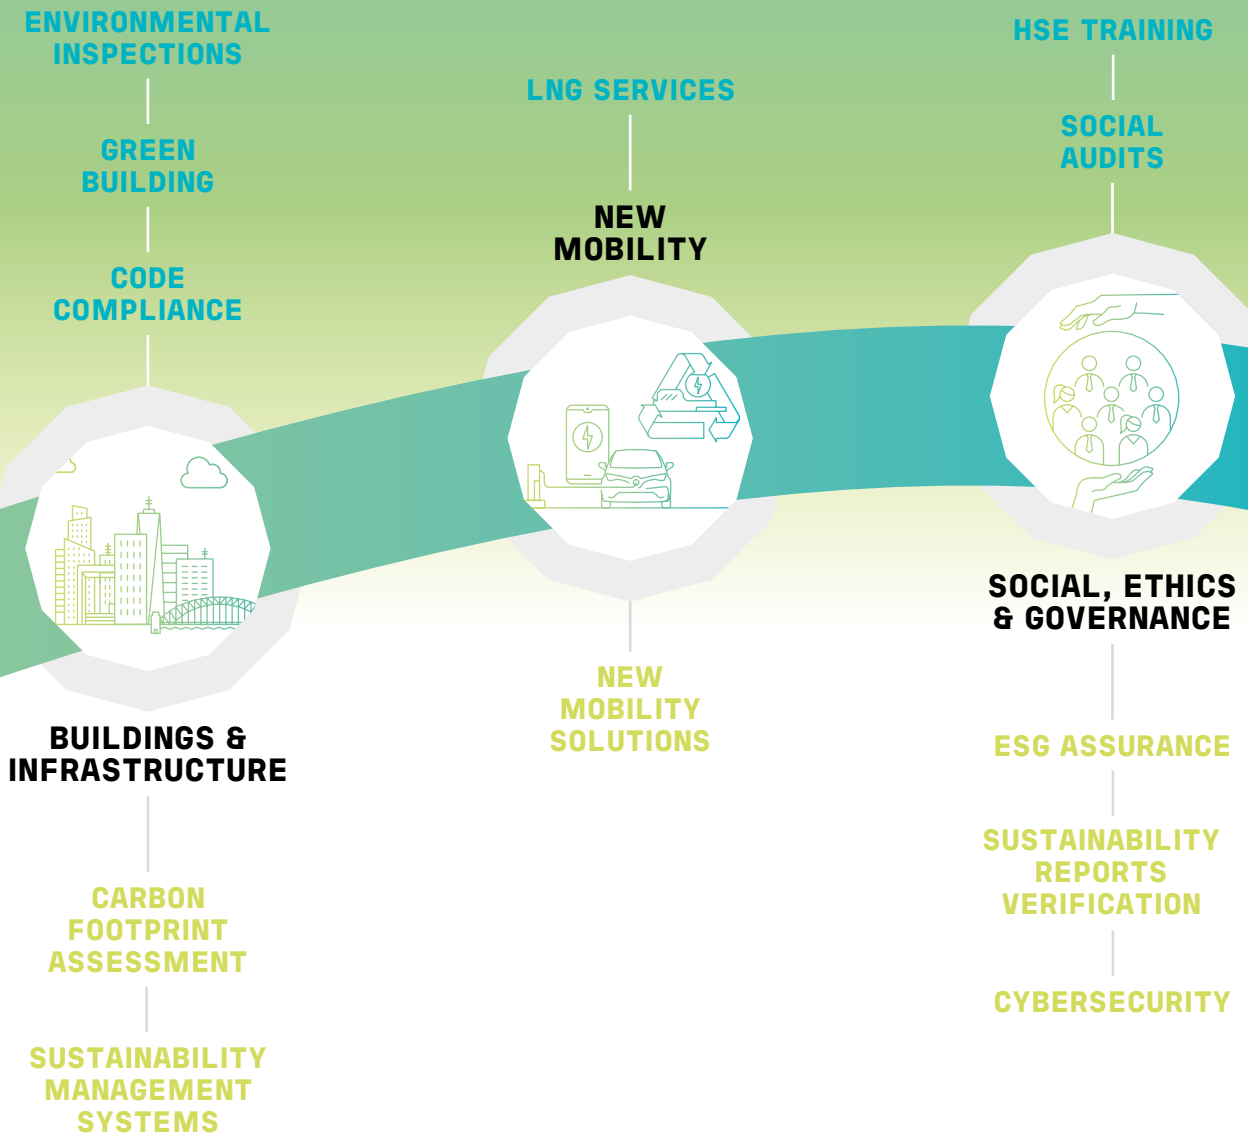 ENVIRONMENTAL
INSPECTIONS
GREEN
BUILDING
CODE
COMPLIANCE
BUILDINGS &
INFRASTRUCTURE
CARBON
FOOTPRINT
ASSESSMENT
SUSTAINABILITY
MANAGEMENT
SYSTEMS
LNG SERVICES
NEW
MOBILITY
NEW
MOBILITY
SOLUTIONS
HSE TRAINING
SOCIAL
AUDITS
SOCIAL, ETHICS
& GOVERNANCE
ESG ASSURANCE
SUSTAINABILITY
REPORTS
VERIFICATION
CYBERSECURITY